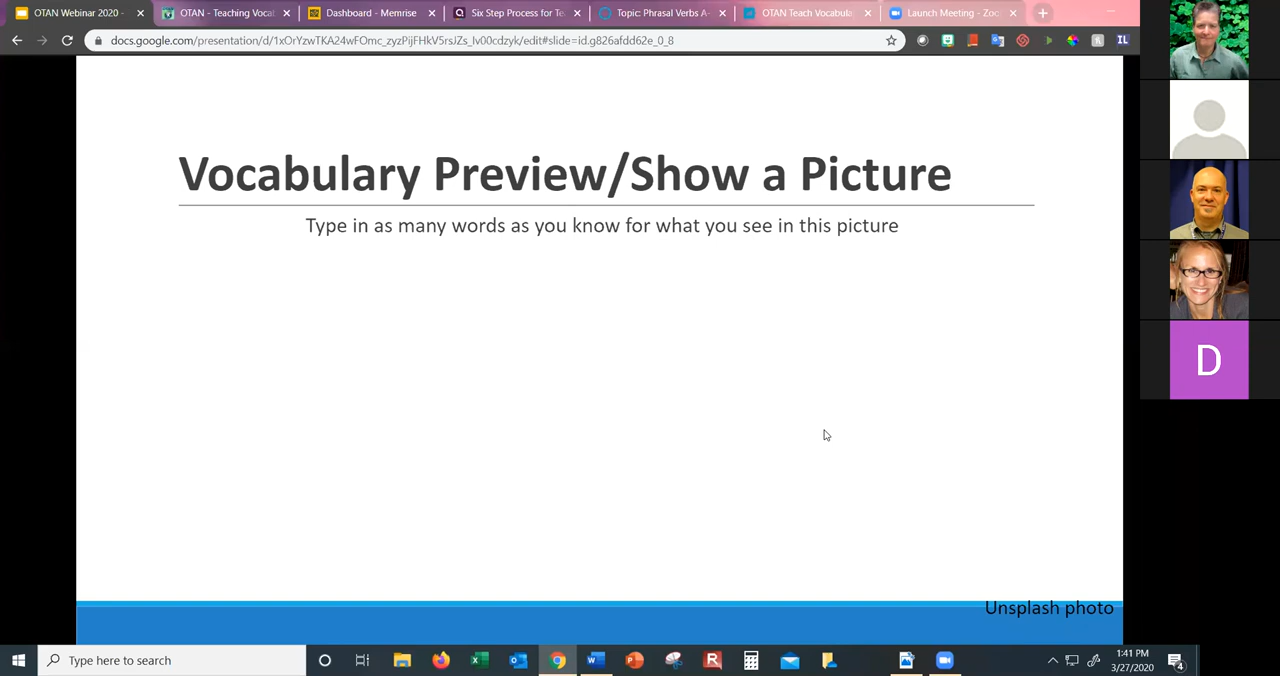 OTAN Webinar 2020 -
OTAN - Teaching Vocat
Dashboard - Memrise
Six Step Process for Te
Topic: Phrasal Verbs A-
OTAN Teach Vocabula
Launch Meeting - Zoo
docs.google.com/presentation/d/1xOrYzwTKA24wFOmc_zyzPijFHkV5rsJZs_lv00cdzyk/edit#slide=id.g826afdd62e_0_8
IL
Vocabulary Preview/Show a Picture
Type in as many words as you know for what you see in this picture
D
Unsplash photo
Type here to search
1:41 PM
3/27/2020
4